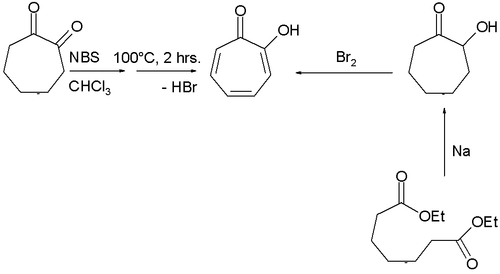 O
O
O
OH
O
OH
NBS
100°C, 2 hrs.
CHCl3
- HBr
Br2
Na
O
OEt
OEt
O